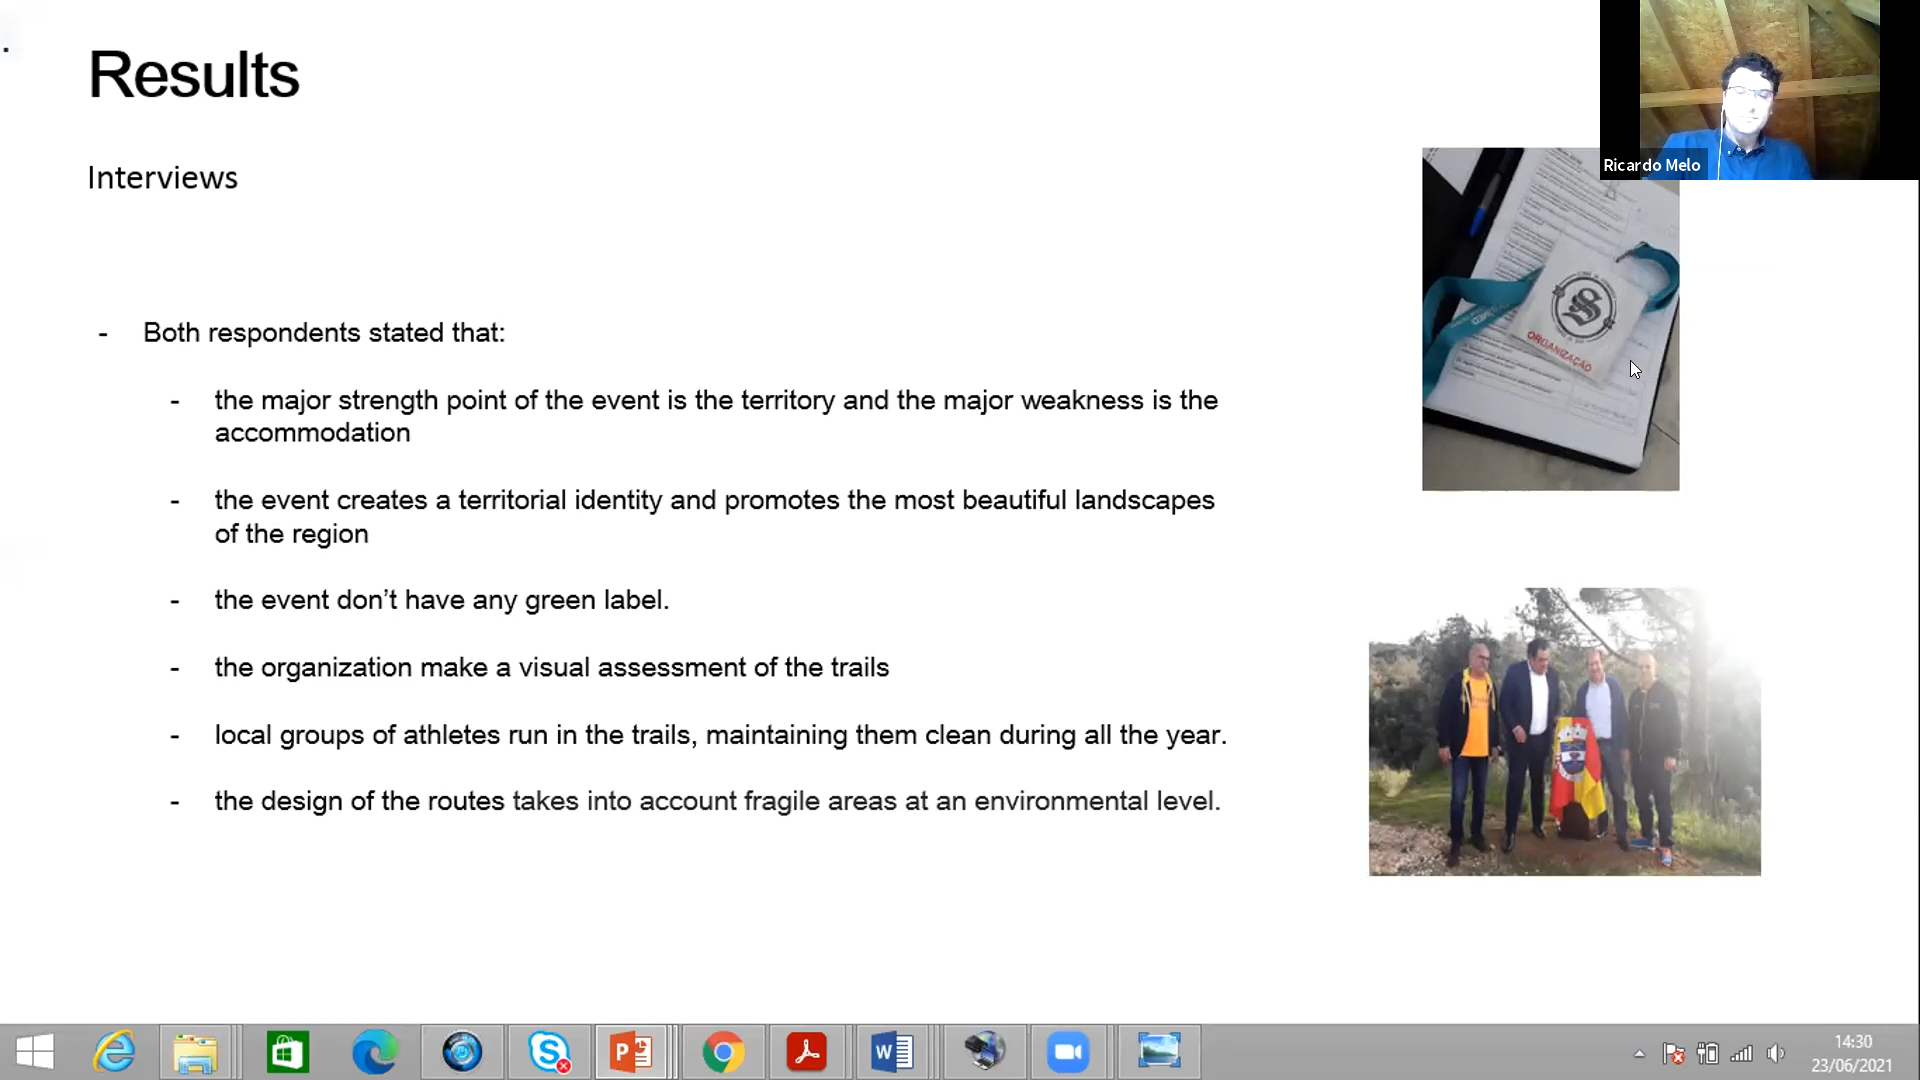 Results
Ricardo Melo
Interviews
- Both respondents stated that:
- the major strength point of the event is the territory and the major weakness is the
accommodation
- the event creates a territorial identity and promotes the most beautiful landscapes
of the region
- the event don’t have any green label.
- the organization make a visual assessment of the trails
- local groups of athletes run in the trails, maintaining them clean during all the year.
- the design of the routes takes into account fragile areas at an environmental level.
S
ORGANIZAÇÃO
14:30
23/06/2021